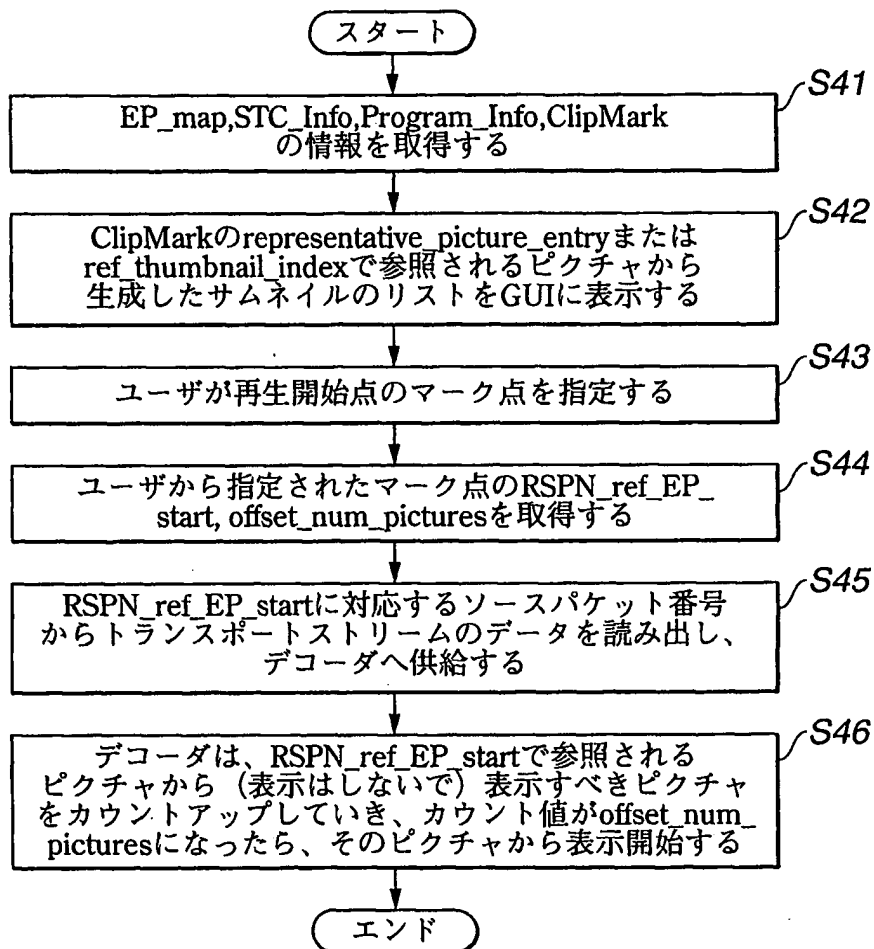 スタート
S41
EP_map,STC_Info,Program_Info,ClipMark
の情報を取得する
S42
ClipMarkのrepresentative_picture_entryまたは
ref_thumbnail_indexで参照されるピクチャから
生成したサムネイルのリストをGUIに表示する
S43
ユーザが再生開始点のマーク点を指定する
S44
ユーザから指定されたマーク点のRSPN_ref_EP_
start, offset_num_picturesを取得する
S45
RSPN_ref_EP_startに対応するソースパケット番号
からトランスポートストリームのデータを読み出し、
デコーダへ供給する
S46
デコーダは、RSPN_ref_EP_startで参照される
ピクチャから（表示はしないで）表示すべきピクチャ
をカウントアップしていき、カウント値がoffset_num_
picturesになったら、そのピクチャから表示開始する
エンド